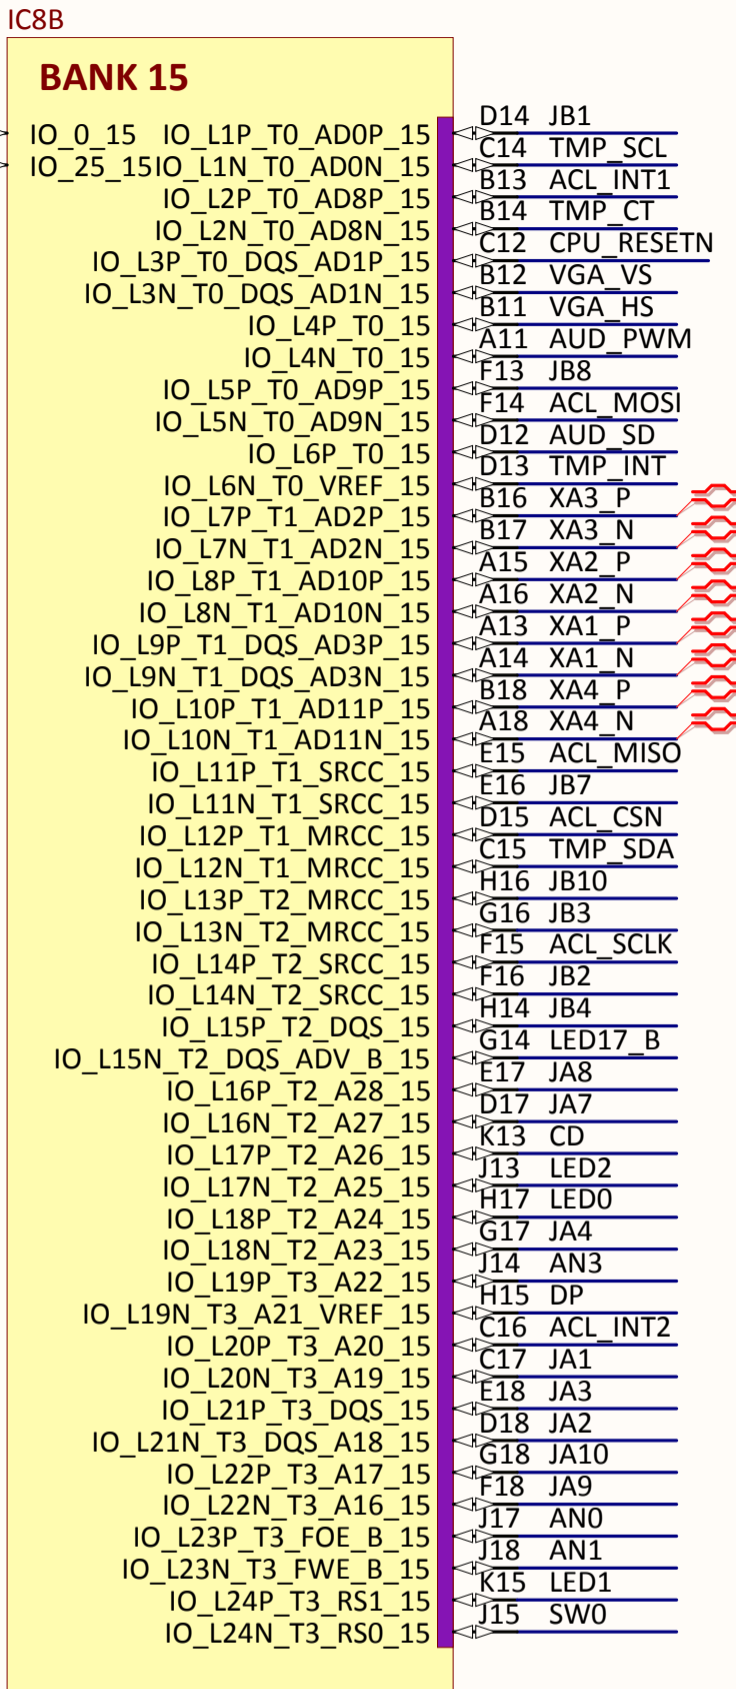 IC8B
BANK 15
IO_0_15 IO_L1P_T0_AD0P_15 D14 JB1
IO_25_15 IO_L1N_T0_AD0N_15 C14 TMP_SCL
IO_L2P_T0_AD8P_15 B13 ACL_INT1
IO_L2N_T0_AD8N_15 B14 TMP_CT
IO_L3P_T0_DQS_AD1P_15 C12 CPU_RESETN
IO_L3N_T0_DQS_AD1N_15 B12 VGA_VS
IO_L4P_T0_15 B11 VGA_HS
IO_L4N_T0_15 A11 AUD_PWM
IO_L5P_T0_AD9P_15 F13 JB8
IO_L5N_T0_AD9N_15 F14 ACL_MOSI
IO_L6P_T0_15 D12 AUD_SD
IO_L6N_T0_VREF_15 D13 TMP_INT
IO_L7P_T1_AD2P_15 B16 XA3_P
IO_L7N_T1_AD2N_15 B17 XA3_N
IO_L8P_T1_AD10P_15 A15 XA2_P
IO_L8N_T1_AD10N_15 A16 XA2_N
IO_L9P_T1_DQS_AD3P_15 A13 XA1_P
IO_L9N_T1_DQS_AD3N_15 A14 XA1_N
IO_L10P_T1_AD11P_15 B18 XA4_P
IO_L10N_T1_AD11N_15 A18 XA4_N
IO_L11P_T1_SRCC_15 E15 ACL_MISO
IO_L11N_T1_SRCC_15 E16 JB7
IO_L12P_T1_MRCC_15 D15 ACL_CSN
IO_L12N_T1_MRCC_15 C15 TMP_SDA
IO_L13P_T2_MRCC_15 H16 JB10
IO_L13N_T2_MRCC_15 G16 JB3
IO_L14P_T2_SRCC_15 F15 ACL_SCLK
IO_L14N_T2_SRCC_15 F16 JB2
IO_L15P_T2_DQS_15 H14 JB4
IO_L15N_T2_DQS_ADV_B_15 G14 LED17_B
IO_L16P_T2_A28_15 E17 JA8
IO_L16N_T2_A27_15 D17 JA7
IO_L17P_T2_A26_15 K13 CD
IO_L17N_T2_A25_15 J13 LED2
IO_L18P_T2_A24_15 H17 LED0
IO_L18N_T2_A23_15 G17 JA4
IO_L19P_T3_A22_15 J14 AN3
IO_L19N_T3_A21_VREF_15 H15 DP
IO_L20P_T3_A20_15 C16 ACL_INT2
IO_L20N_T3_A19_15 C17 JA1
IO_L21P_T3_DQS_15 E18 JA3
IO_L21N_T3_DQS_A18_15 D18 JA2
IO_L22P_T3_A17_15 G18 JA10
IO_L22N_T3_A16_15 F18 JA9
IO_L23P_T3_FOE_B_15 J17 AN0
IO_L23N_T3_FWE_B_15 J18 AN1
IO_L24P_T3_RS1_15 K15 LED1
IO_L24N_T3_RS0_15 J15 SW0